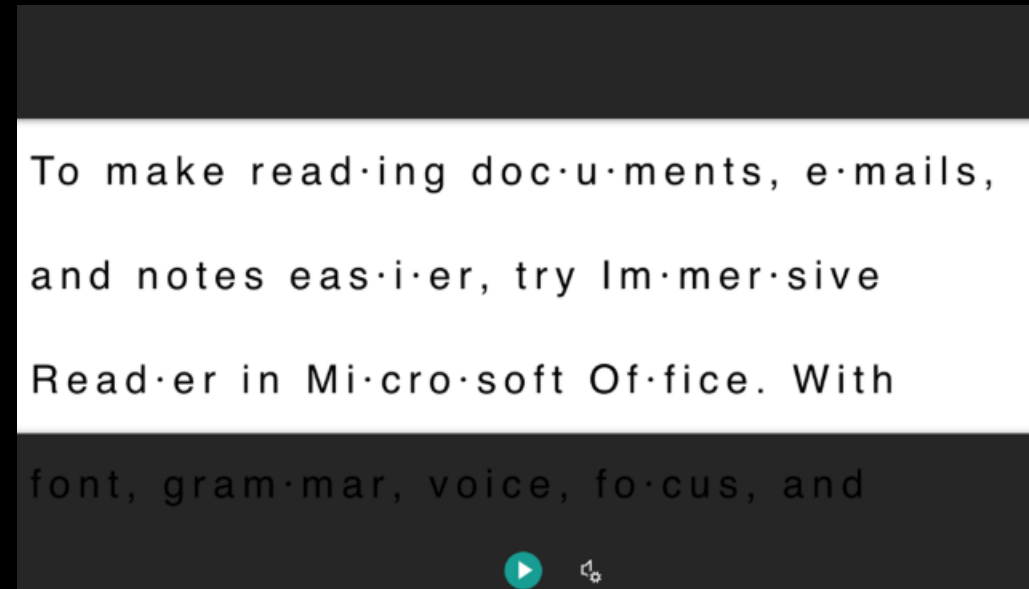 To make read·ing doc·u·ments, e·mails,
and notes eas·i·er, try Im·mer·sive
Read·er in Mi·cro·soft Of·fice. With
font, gram·mar, voice, fo·cus, and